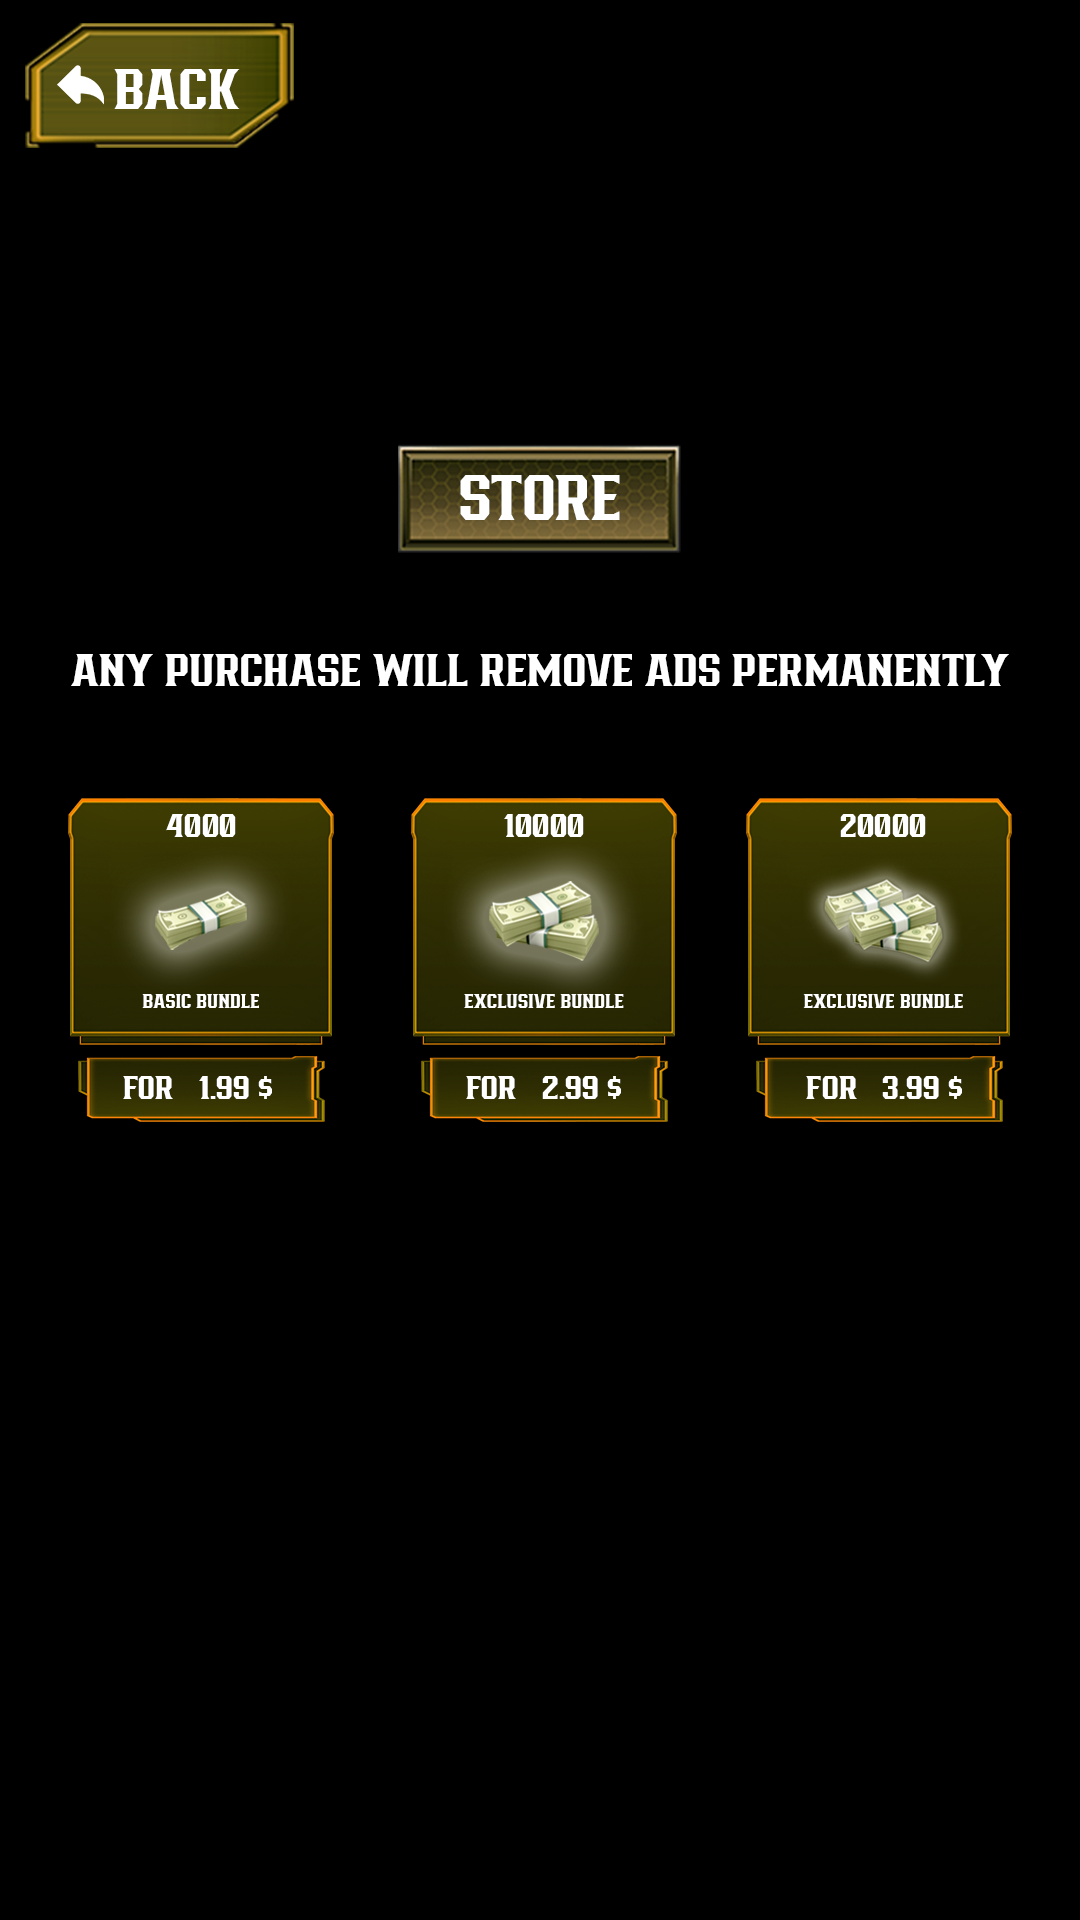 BACK
STORE
ANY PURCHASE WILL REMOVE ADS PERMANENTLY
4000
10000
20000
BASIC BUNDLE
EXCLUSIVE BUNDLE
EXCLUSIVE BUNDLE
FOR 1.99 $
FOR 2.99 $
FOR 3.99 $